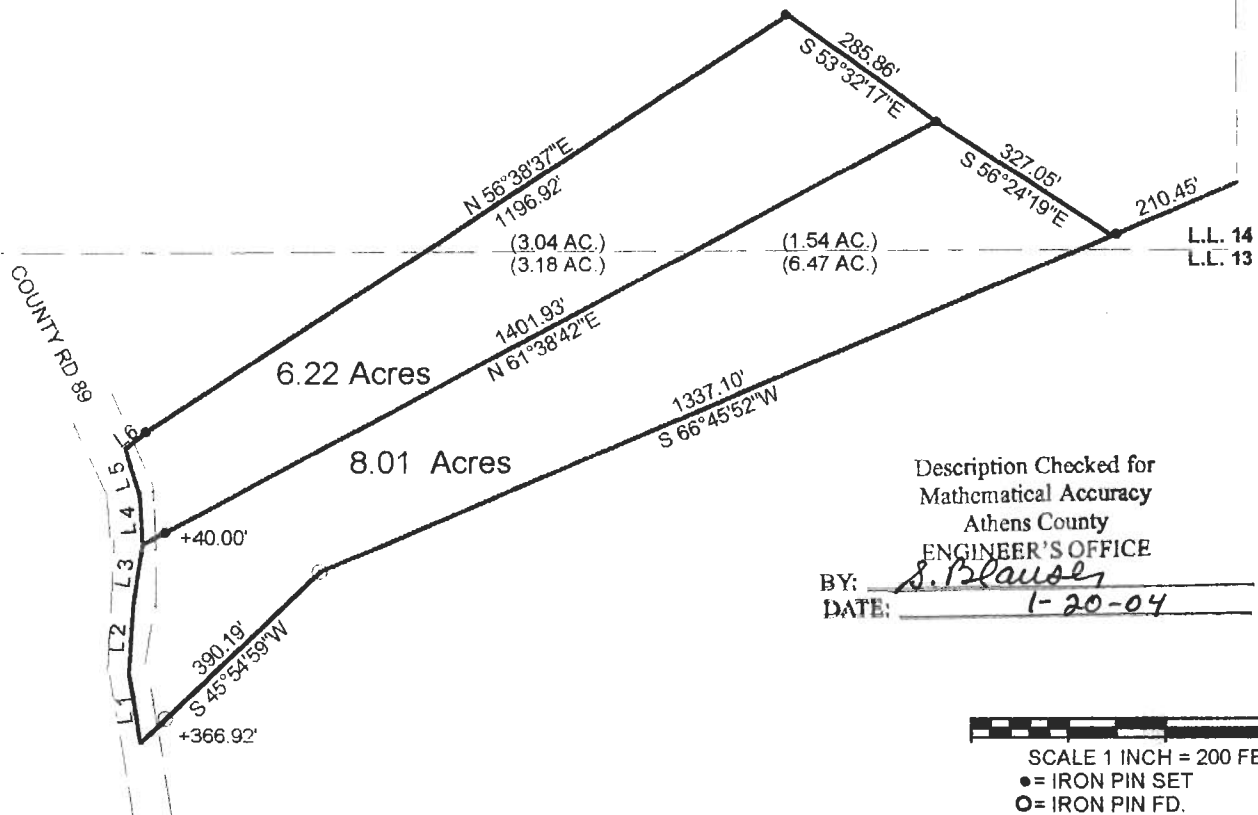 285.86'
S 53°32'17"E
N 56°38'37"E
1196.92'
327.05'
S 56°24'19"E
210.45'
(3.04 AC.)
(3.18 AC.)
(1.54 AC.)
(6.47 AC.)
L.L. 14
L.L. 13
COUNTY RD 89
1401.93'
N 61°38'42"E
6.22 Acres
1337.10'
S 66°45'52"W
L6
L5
8.01 Acres
L4
+40.00'
L3
L2
390.19'
S 45°54'59"W
L1
+366.92'
Description Checked for
Mathematical Accuracy
Athens County
ENGINEER'S OFFICE
BY: S. Blauser
DATE: 1-20-04
SCALE 1 INCH = 200 FE
●= IRON PIN SET
O= IRON PIN FD.